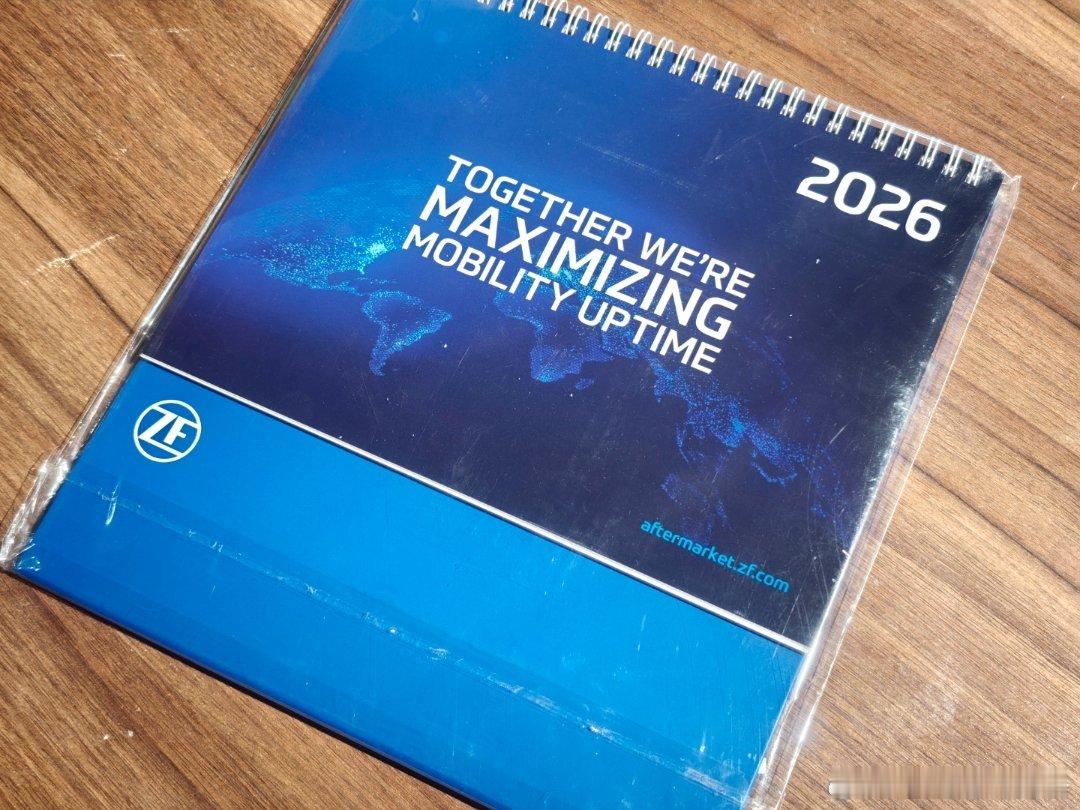 2026
TOGETHER WE'RE
MAXIMIZING
MOBILITY UPTIME
ZF
aftermarket.zf.com